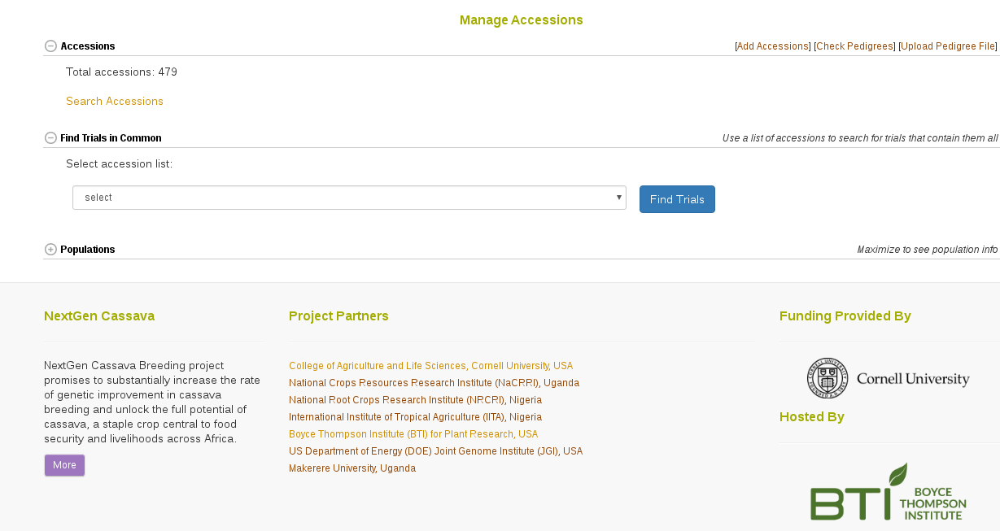 Manage Accessions
Accessions [Add Accessions] [Check Pedigrees] [Upload Pedigree File]
Total accessions: 479
Search Accessions
Find Trials in Common Use a list of accessions to search for trials that contain them all
Select accession list:
select Find Trials
Populations Maximize to see population info
NextGen Cassava
NextGen Cassava Breeding project
promises to substantially increase the rate
of genetic improvement in cassava
breeding and unlock the full potential of
cassava, a staple crop central to food
security and livelihoods across Africa.
More
Project Partners
College of Agriculture and Life Sciences, Cornell University, USA
National Crops Resources Research Institute (NaCRRI), Uganda
National Root Crops Research Institute (NRCRI), Nigeria
International Institute of Tropical Agriculture (IITA), Nigeria
Boyce Thompson Institute (BTI) for Plant Research, USA
US Department of Energy (DOE) Joint Genome Institute (JGI), USA
Makerere University, Uganda
Funding Provided By
Cornell University
Hosted By
BTI BOYCE
THOMPSON
INSTITUTE